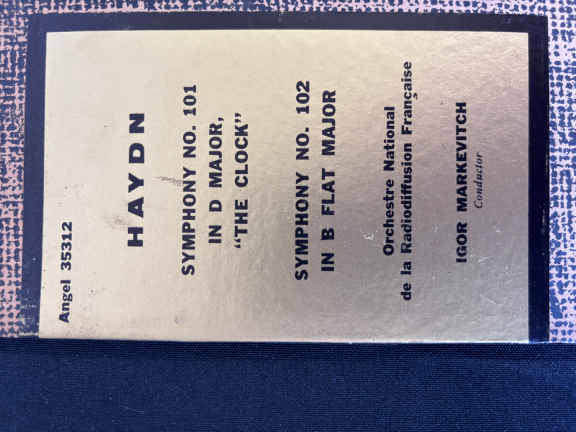 Angel 35312
HAYDN
SYMPHONY NO. 101
IN D MAJOR,
“THE CLOCK”
SYMPHONY NO. 102
IN B FLAT MAJOR
Orchestre National
de la Radiodiffusion Française
IGOR MARKEVITCH
Conductor